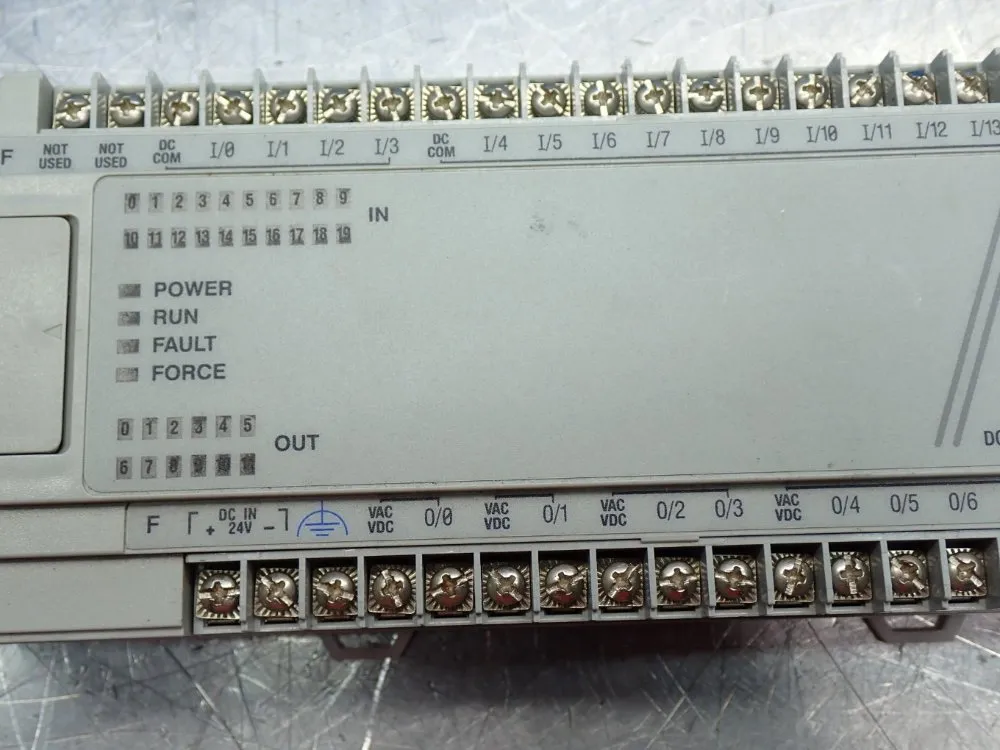 F NOT USED NOT USED DC COM I/0 I/1 I/2 I/3 DC COM I/4 I/5 I/6 I/7 I/8 I/9 I/10 I/11 I/12 I/13
0 1 2 3 4 5 6 7 8 9 IN
10 11 12 13 14 15 16 17 18 19
POWER
RUN
FAULT
FORCE
0 1 2 3 4 5 OUT
6 7 8 9 10 11
DC
F + DC IN 24V - VAC VDC O/0 VAC VDC O/1 VAC VDC O/2 O/3 VAC VDC O/4 O/5 O/6